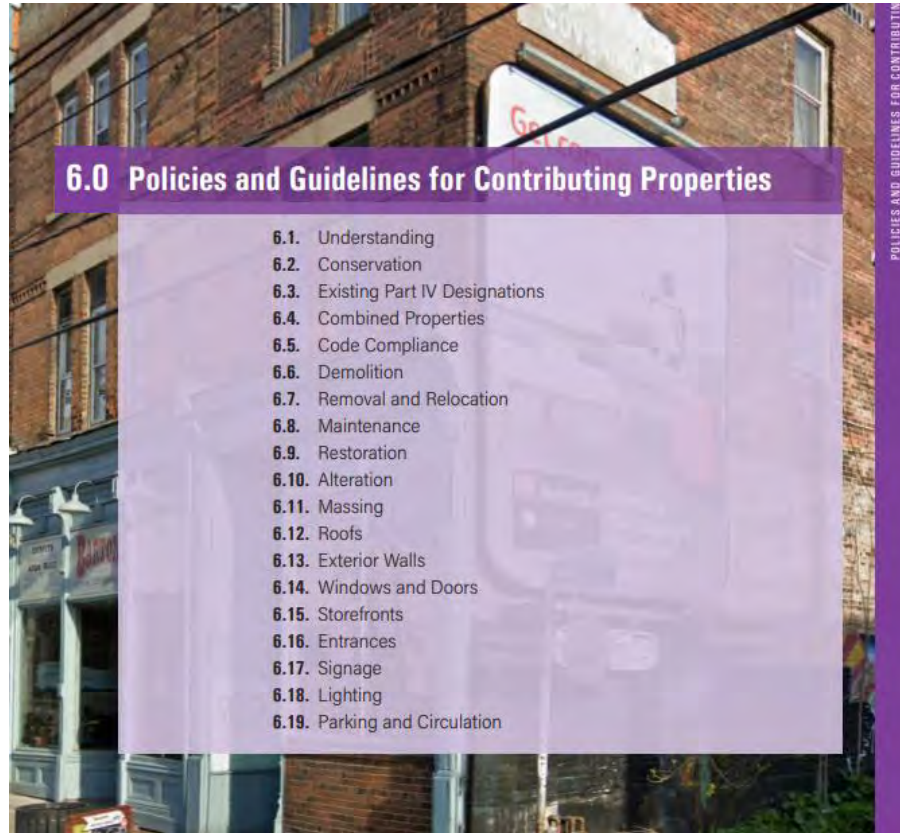 6.0 Policies and Guidelines for Contributing Properties
6.1. Understanding
6.2. Conservation
6.3. Existing Part IV Designations
6.4. Combined Properties
6.5. Code Compliance
6.6. Demolition
6.7. Removal and Relocation
6.8. Maintenance
6.9. Restoration
6.10. Alteration
6.11. Massing
6.12. Roofs
6.13. Exterior Walls
6.14. Windows and Doors
6.15. Storefronts
6.16. Entrances
6.17. Signage
6.18. Lighting
6.19. Parking and Circulation
POLICIES AND GUIDELINES FOR CONTRIBUTIN